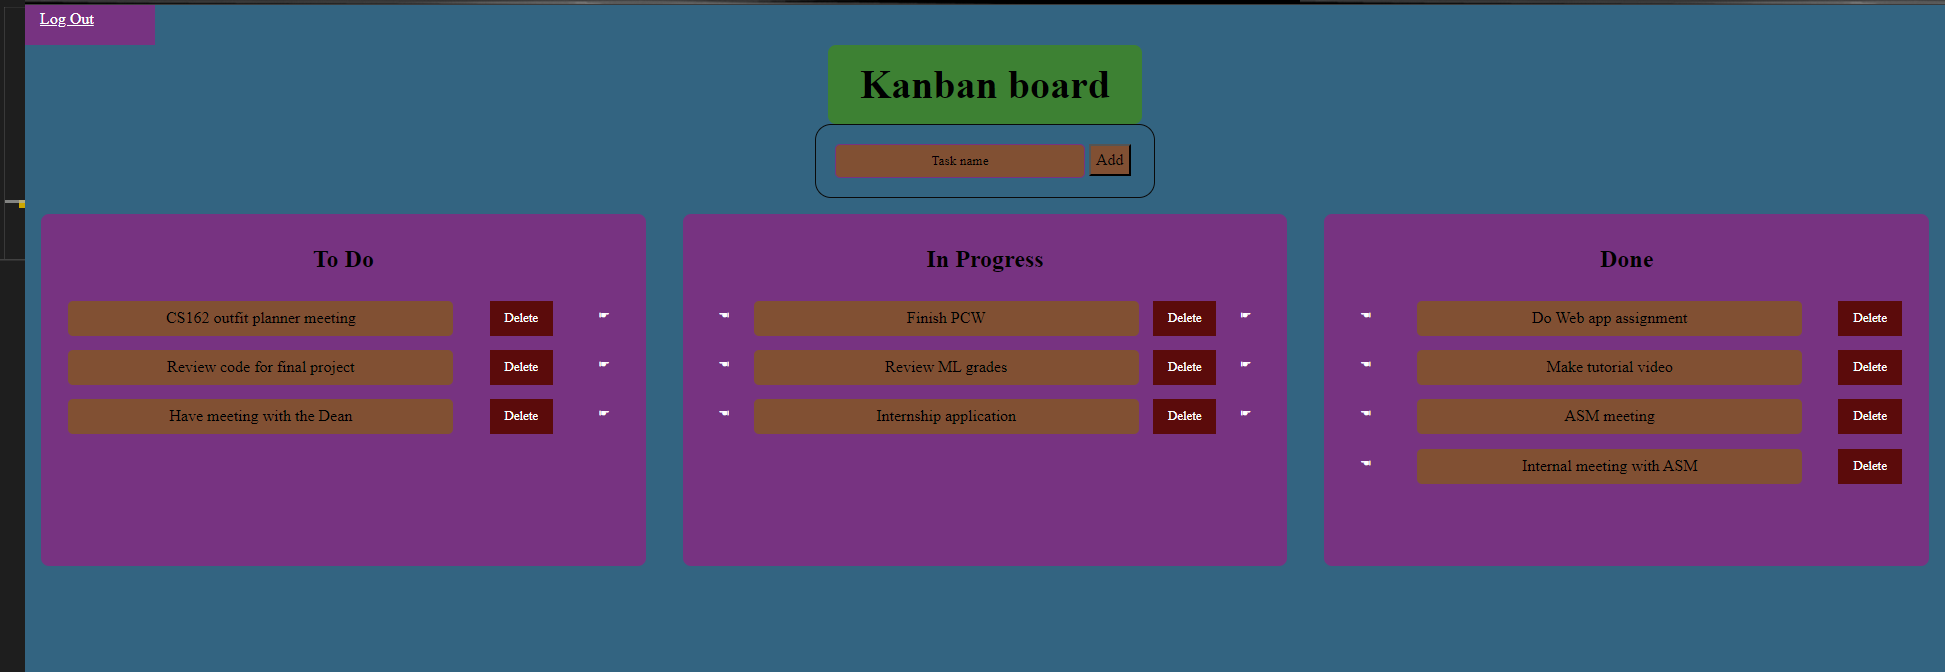 Log Out
Kanban board
Task name Add
To Do
CS162 outfit planner meeting Delete
Review code for final project Delete
Have meeting with the Dean Delete
In Progress
Finish PCW Delete
Review ML grades Delete
Internship application Delete
Done
Do Web app assignment Delete
Make tutorial video Delete
ASM meeting Delete
Internal meeting with ASM Delete